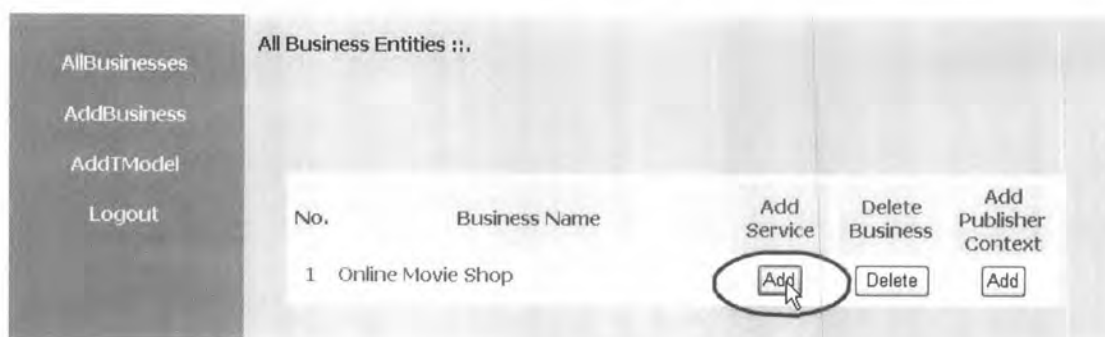 AllBusinesses
AddBusiness
AddTModel
Logout
All Business Entities ::.
No. Business Name Add Service Delete Business Add Publisher Context
1 Online Movie Shop Add Delete Add